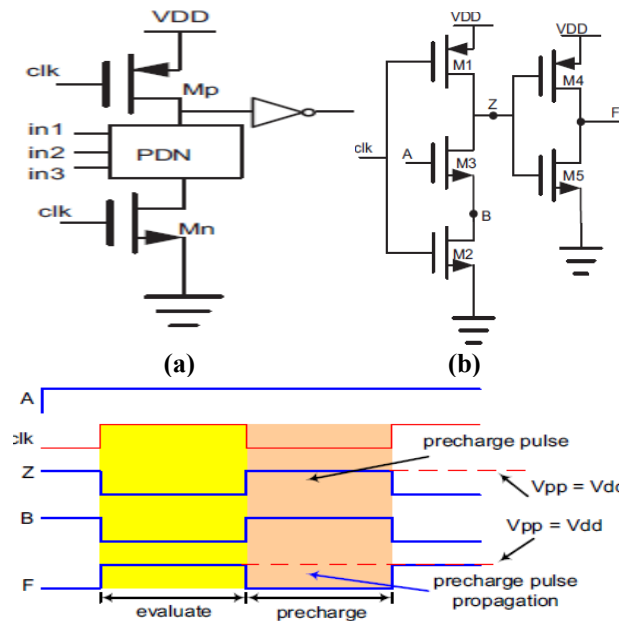 VDD
clk
Mp
in1
in2
in3
PDN
clk
Mn
(a)
VDD
M1
Z
VDD
M4
F
clk
A
M3
B
M5
M2
(b)
A
clk
precharge pulse
Z
Vpp = Vdd
B
Vpp = Vdd
F
precharge pulse
propagation
evaluate
precharge